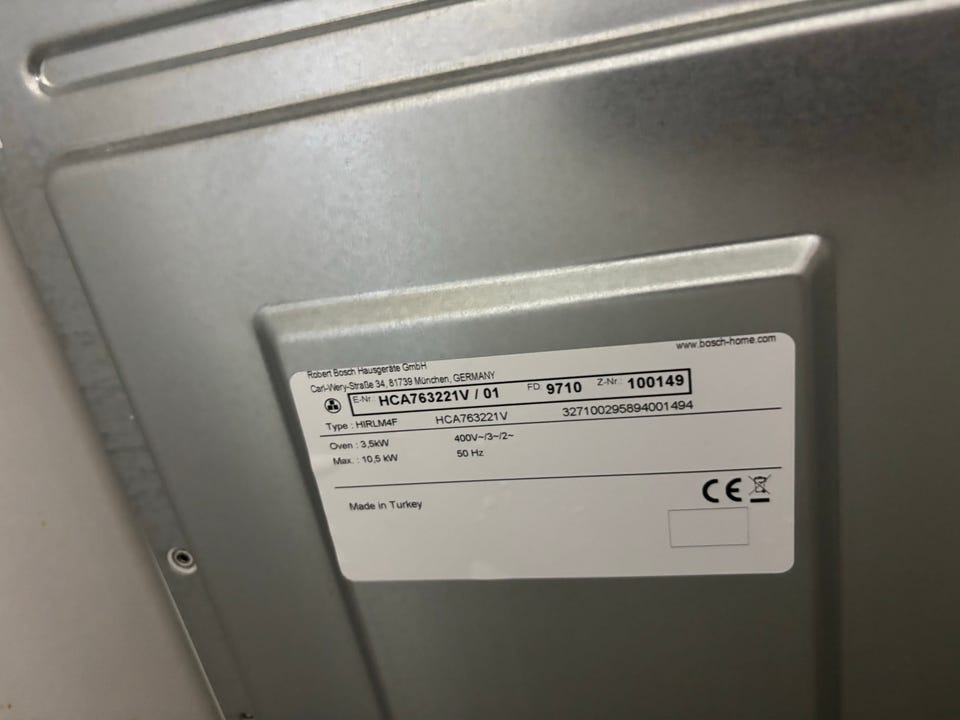 www.bosch-home.com
Robert Bosch Hausgeräte GmbH
Carl-Wery-Straße 34, 81739 München, GERMANY
E-Nr.: HCA763221V / 01 FD: 9710 Z-Nr.: 100149
Type : HIRLM4F HCA763221V 327100295894001494
Oven : 3,5kW 400V~/3~/2~
Max. : 10,5 kW 50 Hz
CE
Made in Turkey